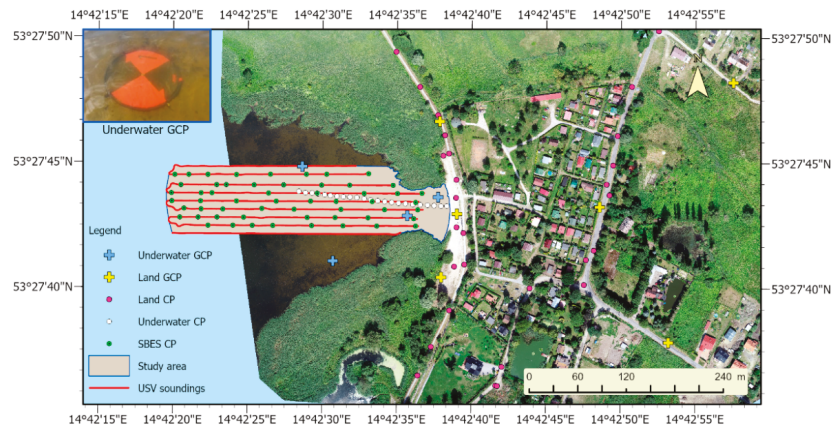 14°42'15"E 14°42'20"E 14°42'25"E 14°42'30"E 14°42'35"E 14°42'40"E 14°42'45"E 14°42'50"E 14°42'55"E
53°27'50"N 53°27'50"N
Underwater GCP
53°27'45"N 53°27'45"N
Legend
Underwater GCP
Land GCP
53°27'40"N 53°27'40"N
Land CP
Underwater CP
SBES CP
Study area
USV soundings
0 60 120 240 m
14°42'15"E 14°42'20"E 14°42'25"E 14°42'30"E 14°42'35"E 14°42'40"E 14°42'45"E 14°42'50"E 14°42'55"E